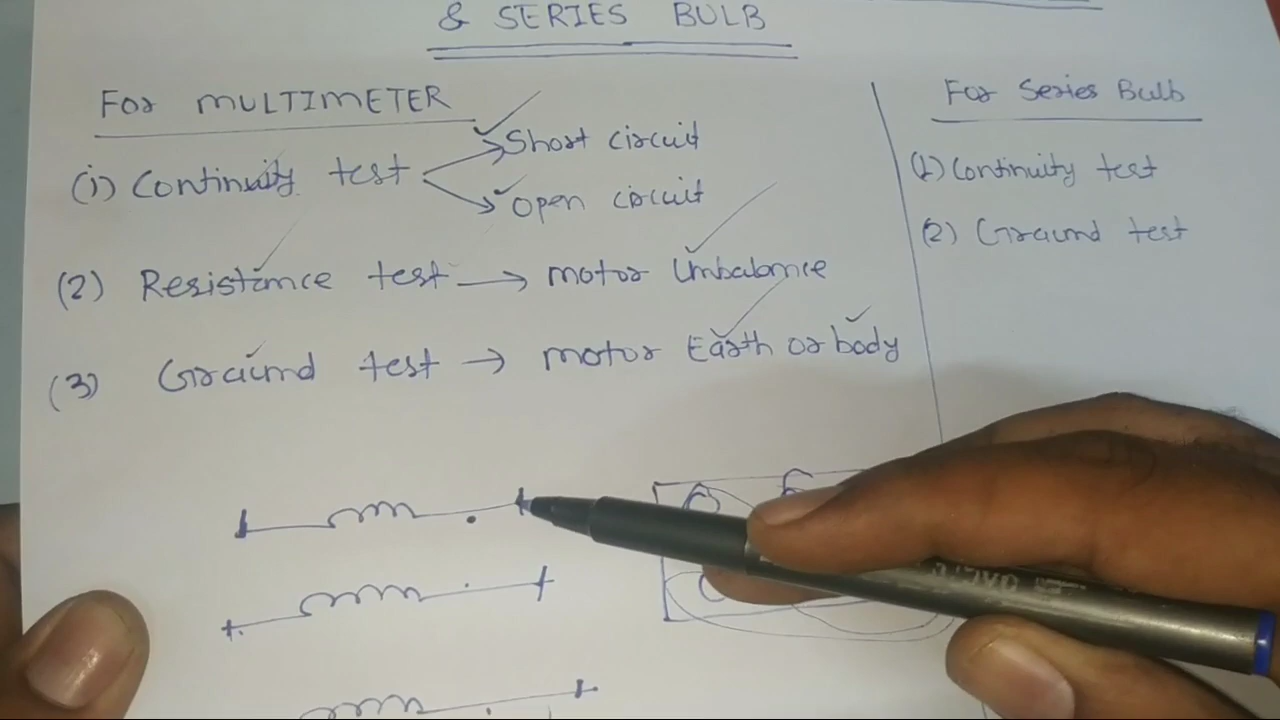 & SERIES BULB
For MULTIMETER
(i) Continuity test
Short circuit
Open circuit
(2) Resistance test → motor Unbalance
(3) Ground test → motor Earth or body
For Series Bulb
(1) Continuity test
(2) Ground test